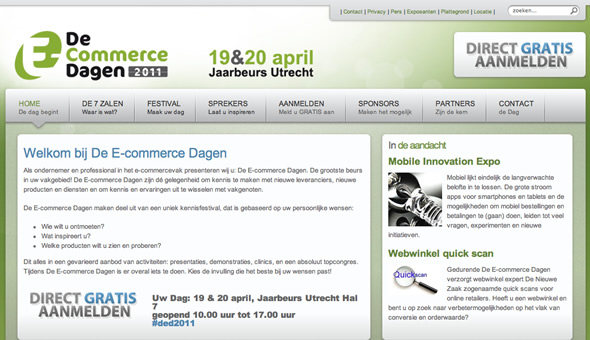 | Contact | Privacy | Pers | Exposanten | Plattegrond | Locatie |
zoeken...
De
Commerce
Dagen 2011
19&20 april
Jaarbeurs Utrecht
DIRECT GRATIS
AANMELDEN
HOME
De dag begint
DE 7 ZALEN
Waar is wat?
FESTIVAL
Maak uw dag
SPREKERS
Laat u inspireren
AANMELDEN
Meld u GRATIS aan
SPONSORS
Maken het mogelijk
PARTNERS
Zijn de kern
CONTACT
de Dag
Welkom bij De E-commerce Dagen
Als ondernemer en professional in het e-commercevak presenteren wij u: De E-commerce Dagen. De grootste beurs
in uw vakgebied! De E-commerce Dagen zijn dé gelegenheid om kennis te maken met nieuwe leveranciers, nieuwe
producten en diensten en om kennis en ervaringen uit te wisselen met vakgenoten.
De E-commerce Dagen maken deel uit van een uniek kennisfestival, dat is gebaseerd op uw persoonlijke wensen:
Wie wilt u ontmoeten?
Wat inspireert u?
Welke producten wilt u zien en proberen?
Dit alles in een gevarieerd aanbod van activiteiten: presentaties, demonstraties, clinics, en een absoluut topcongres.
Tijdens De E-commerce Dagen is er overal iets te doen. Kies de invulling die het beste bij uw wensen past!
DIRECT GRATIS
AANMELDEN
Uw Dag: 19 & 20 april, Jaarbeurs Utrecht Hal
7
geopend 10.00 uur tot 17.00 uur
#ded2011
In de aandacht
Mobile Innovation Expo
Mobiel lijkt eindelijk de langverwachte
belofte in te lossen. De grote stroom
apps voor smartphones en tablets en de
mogelijkheden om mobiel bestellingen en
betalingen te (gaan) doen, leiden tot veel
vragen, experimenten en nieuwe
initiatieven.
Webwinkel quick scan
Quickscan
Gedurende De E-commerce Dagen
verzorgt webwinkel expert De Nieuwe
Zaak zogenaamde quick scans voor
online retailers. Heeft u een webwinkel en
bent u op zoek naar verbetermogelijkheden op het vlak van
conversie en orderwaarde?